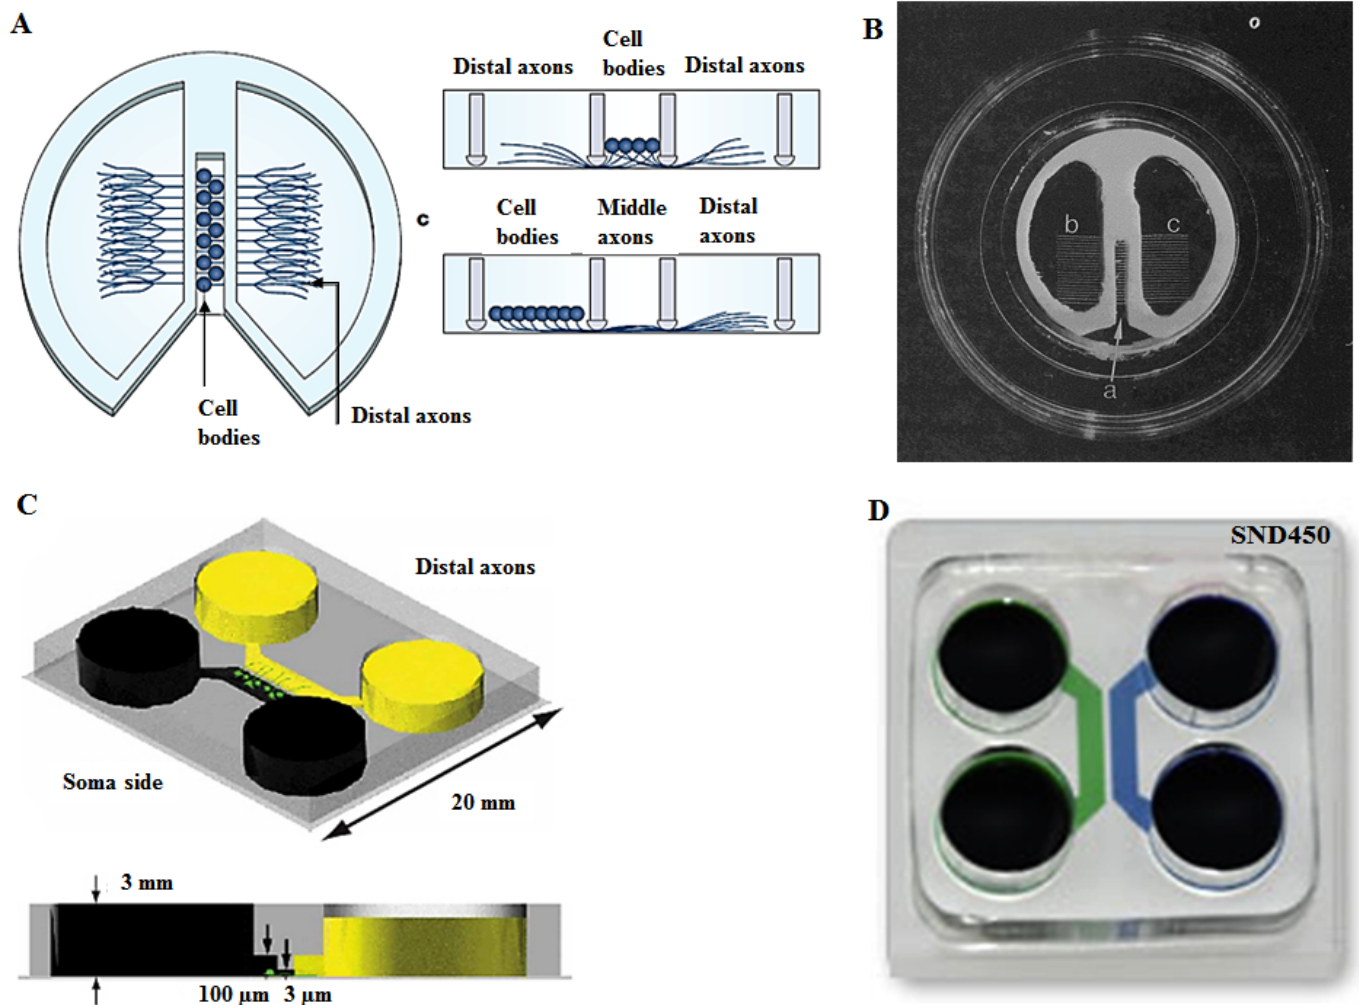 A
Distal axons
Cell
bodies
Distal axons
Cell
bodies
Distal axons
c
Cell
bodies
Middle
axons
Distal
axons
B
b
c
a
C
Distal axons
Soma side
20 mm
3 mm
100 µm
3 µm
D
SND450